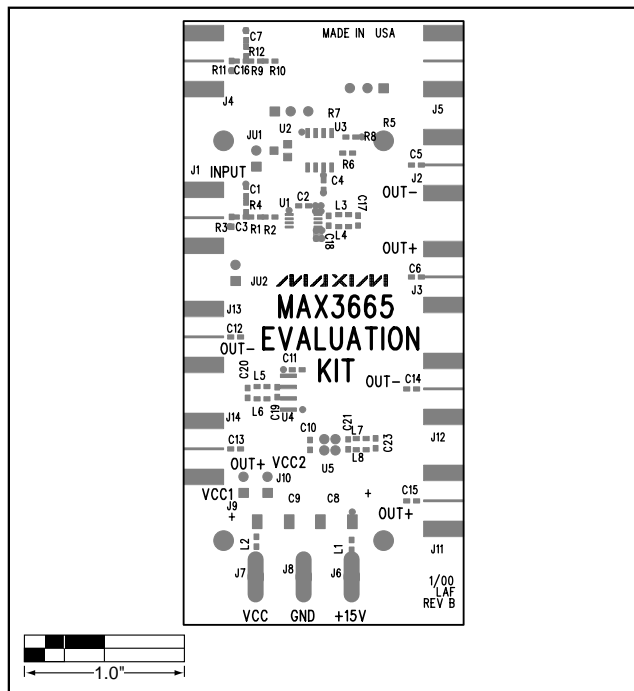 C7
MADE IN USA
R12
R11 C16 R9 R10
J4
R7
J5
JU1
U2
U3
R8
R5
R6
C5
J1
INPUT
J2
C4
C1
OUT-
R4
C2
U1
L3
C17
R3 C3 R1 R2
L4
C18
OUT+
C6
JU2
J3
MAXIM
J13
MAX3665
C12
EVALUATION
OUT-
KIT
C11
C20
L5
OUT-
C14
L6
C19
U4
J14
C10
C21
L7
C23
J12
C13
L8
OUT+
VCC2
U5
J10
VCC1
C9
C8
+
C15
J9
+
OUT+
L2
L1
J11
J7
J8
J6
1/00
LAF
REV B
VCC
GND
+15V
1.0"